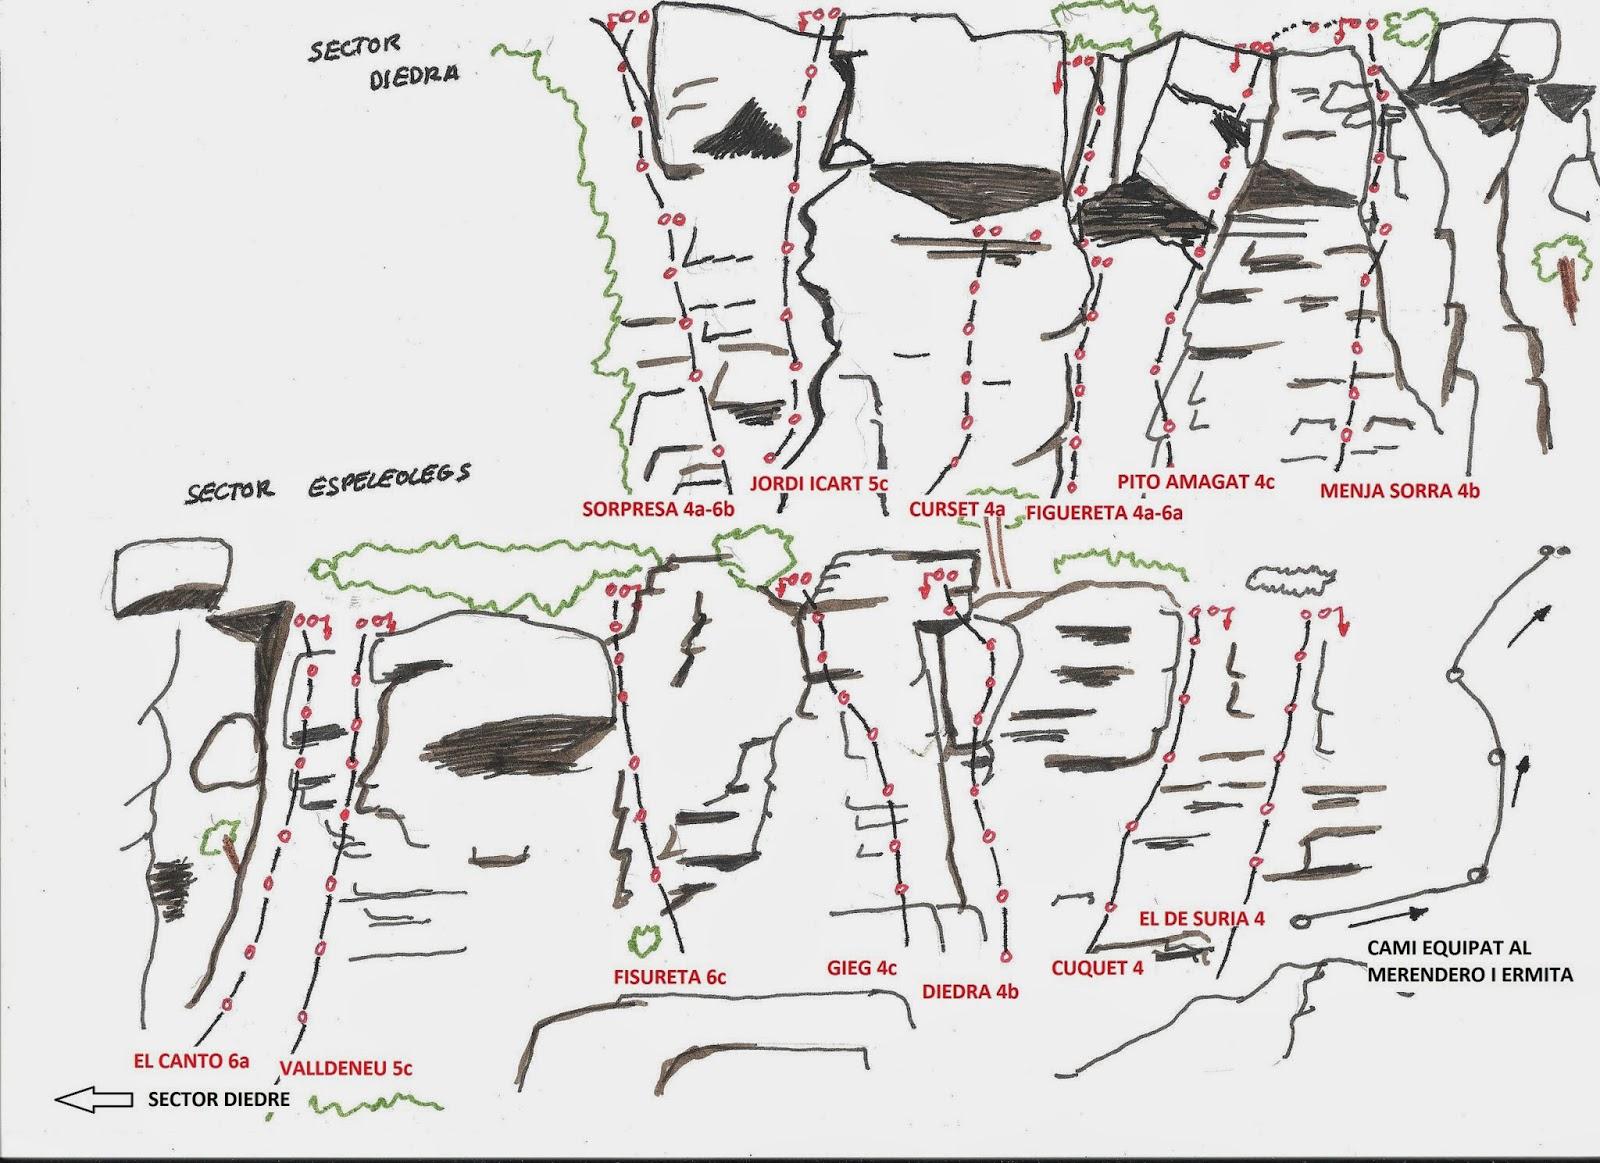 SECTOR
DIEDRA
SORPRESA 4a-6b
JORDI ICART 5c
CURSET 4a
FIGUERETA 4a-6a
PITO AMAGAT 4c
MENJA SORRA 4b
SECTOR ESPELEOLEGS
EL CANTO 6a
VALLDENEU 5c
FISURETA 6c
GIEG 4c
DIEDRA 4b
CUQUET 4
EL DE SURIA 4
CAMI EQUIPAT AL
MERENDERO I ERMITA
SECTOR DIEDRE